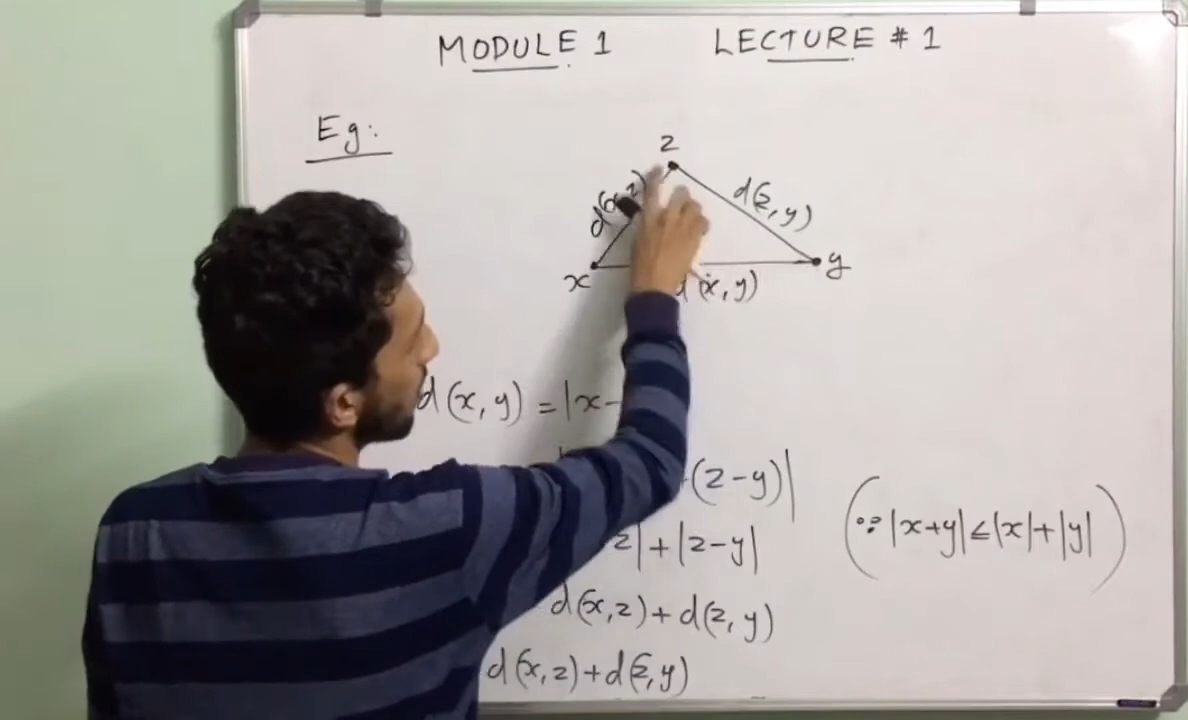 MODULE 1 LECTURE # 1
Eg:
z
d(x,z) d(z,y)
x y
d(x,y)
d(x,y) = |x-
(z-y)|
z|+|z-y| (∵ |x+y|≤|x|+|y|)
d(x,z)+d(z,y)
d(x,z)+d(z,y)